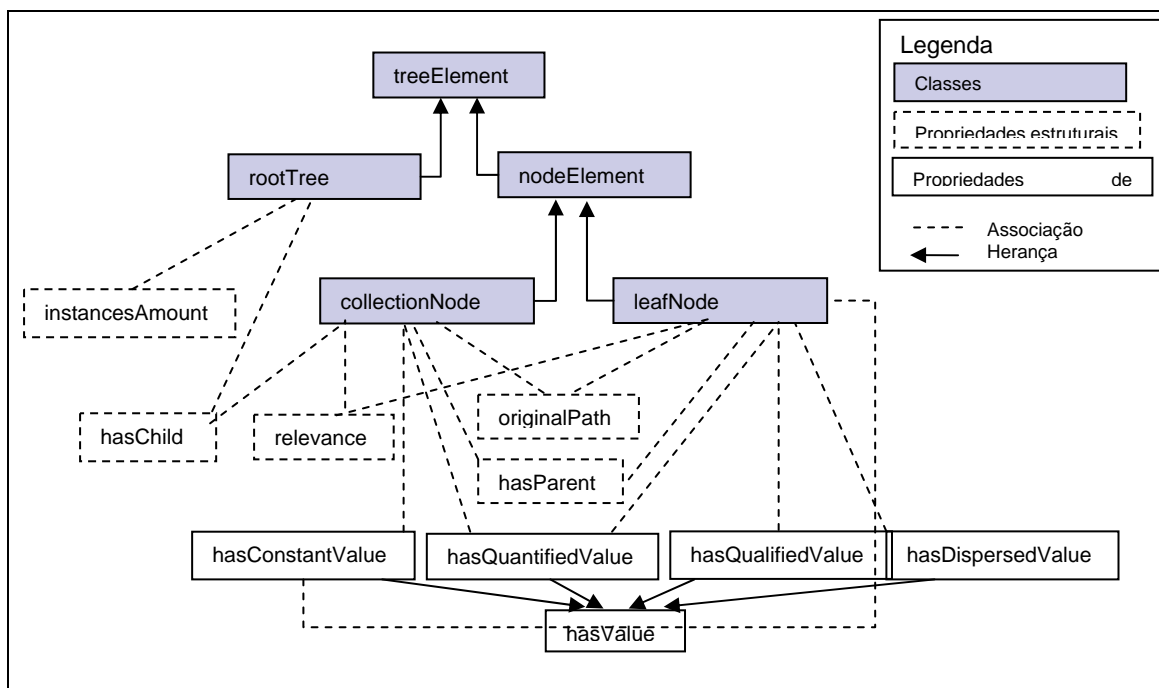 treeElement
rootTree
nodeElement
collectionNode
leafNode
instancesAmount
hasChild
relevance
originalPath
hasParent
hasConstantValue
hasQuantifiedValue
hasQualifiedValue
hasDispersedValue
hasValue
Legenda
Classes
Propriedades estruturais
Propriedades de
Associação
Herança